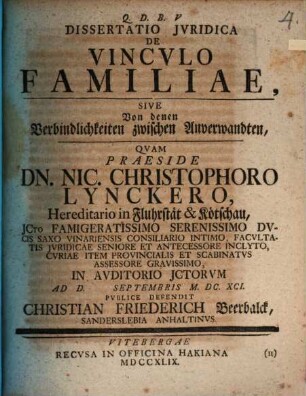 4.
Q. D. B. V
DISSERTATIO JVRIDICA
DE
VINCVLO
FAMILIAE,
SIVE
Von denen
Verbindlichkeiten zwischen Anverwandten,
QVAM
PRAESIDE
DN. NIC. CHRISTOPHORO
LYNCKERO,
Hereditario in Fluhrstät & Kötschau,
JCto FAMIGERATISSIMO SERENISSIMO DV-
CIS SAXO VINARIENSIS CONSILIARIO INTIMO, FACVLTA-
TIS JVRIDICAE SENIORE ET ANTECESSORE INCLYTO,
CVRIAE ITEM PROVINCIALIS ET SCABINATVS
ASSESSORE GRAVISSIMO,
IN AVDITORIO JCTORVM
AD D. SEPTEMBRIS M. DC. XCI.
PVBLICE DEFENDIT
CHRISTIAN FRIEDERICH Beerbalck,
SANDERSLEBIA ANHALTINVS.
VITEBERGAE
RECVSA IN OFFICINA HAKIANA (11)
MDCCXLIX.